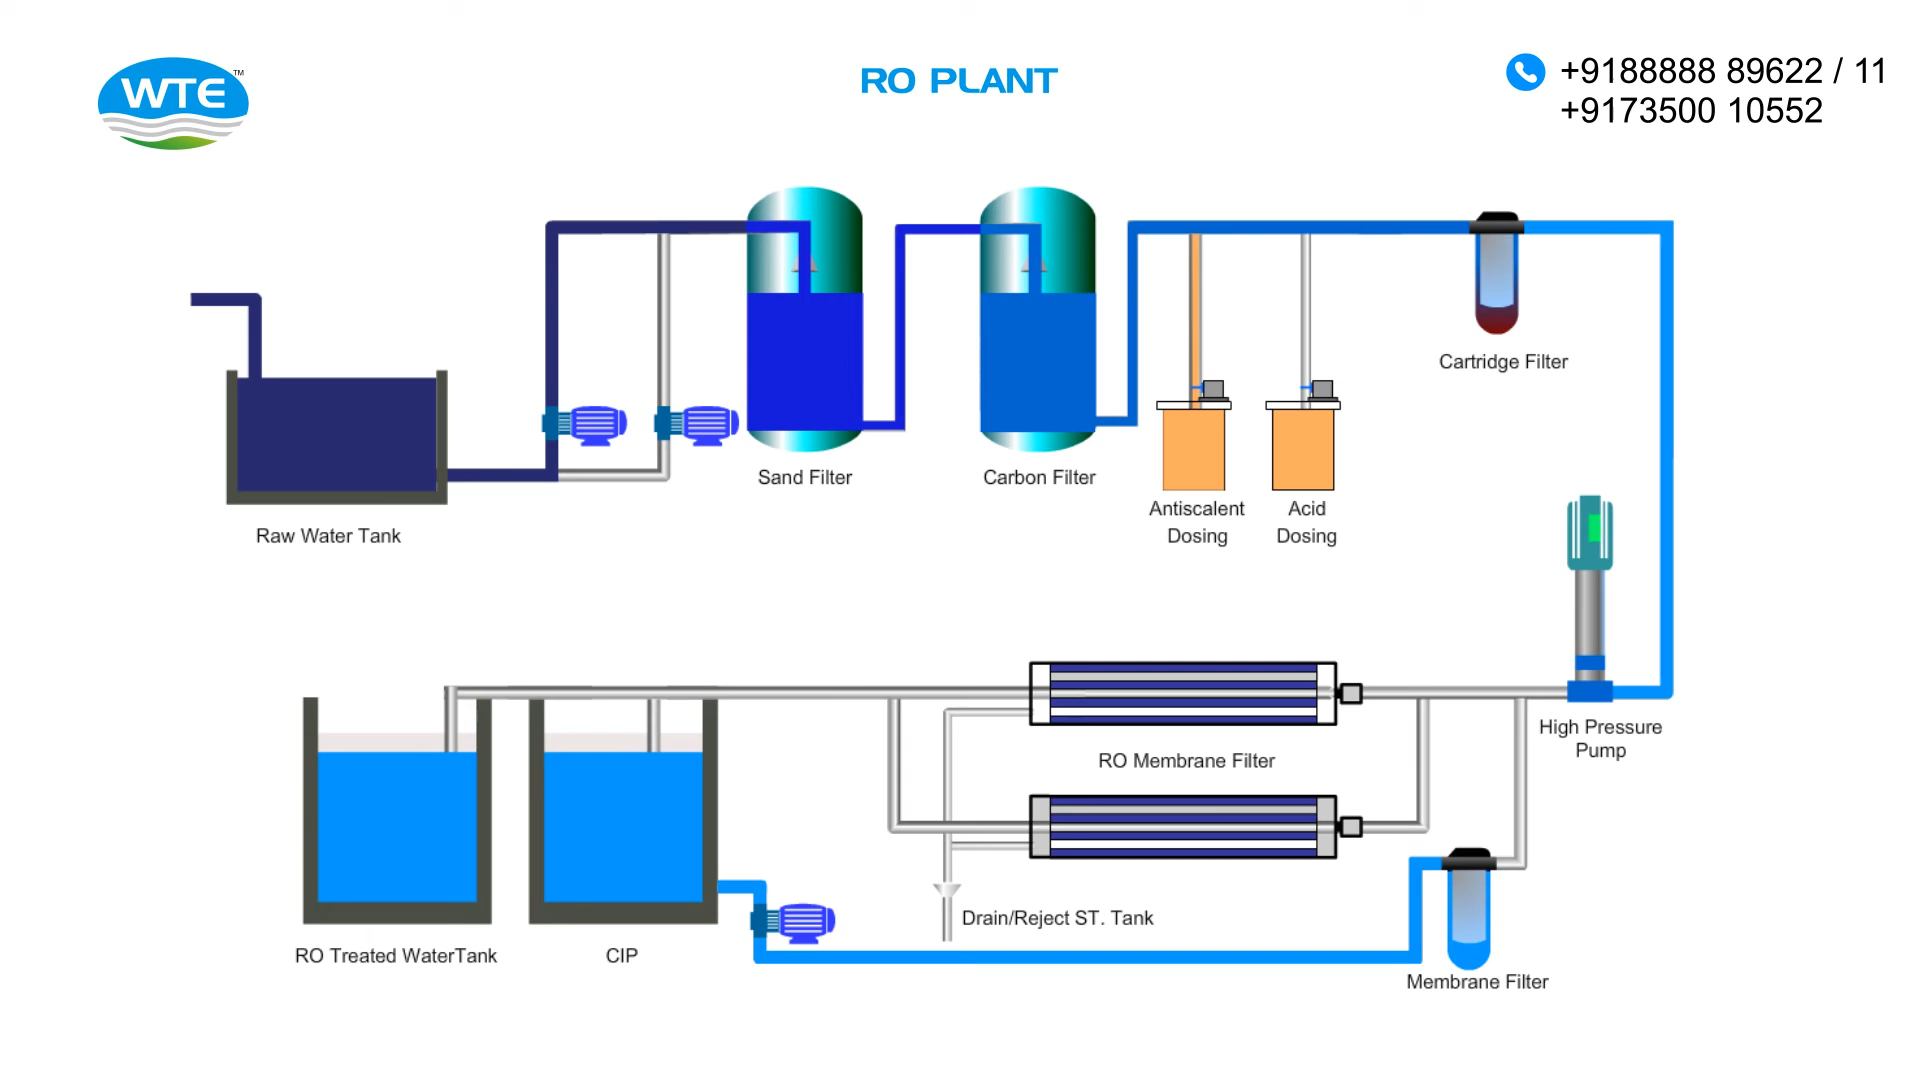 WTE™
RO PLANT
+9188888 89622 / 11
+9173500 10552
Cartridge Filter
Sand Filter
Carbon Filter
Antiscalent
Dosing
Acid
Dosing
Raw Water Tank
High Pressure
Pump
RO Membrane Filter
Drain/Reject ST. Tank
RO Treated WaterTank
CIP
Membrane Filter